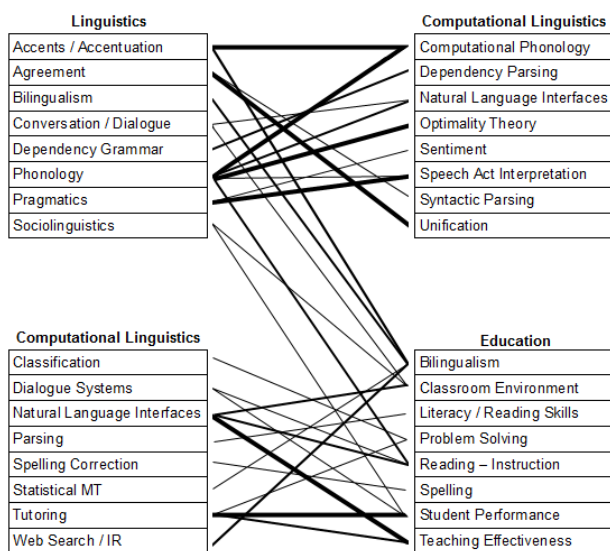 Linguistics
Accents / Accentuation
Agreement
Bilingualism
Conversation / Dialogue
Dependency Grammar
Phonology
Pragmatics
Sociolinguistics
Computational Linguistics
Computational Phonology
Dependency Parsing
Natural Language Interfaces
Optimality Theory
Sentiment
Speech Act Interpretation
Syntactic Parsing
Unification
Computational Linguistics
Classification
Dialogue Systems
Natural Language Interfaces
Parsing
Spelling Correction
Statistical MT
Tutoring
Web Search / IR
Education
Bilingualism
Classroom Environment
Literacy / Reading Skills
Problem Solving
Reading – Instruction
Spelling
Student Performance
Teaching Effectiveness